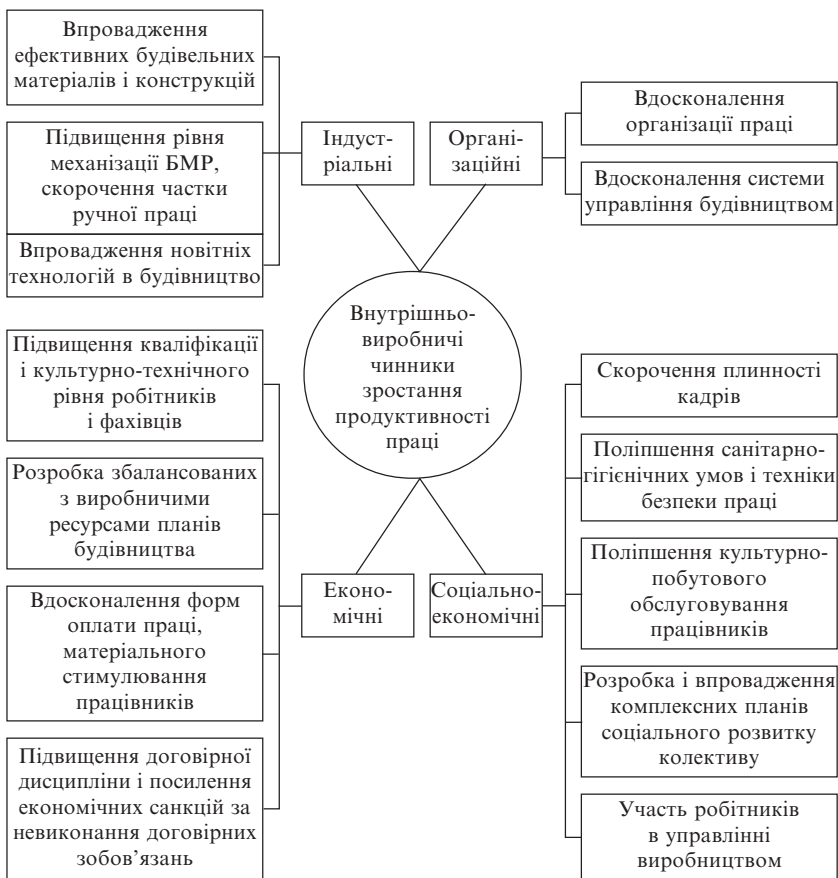 Впровадження
ефективних будівельних
матеріалів і конструкцій
Підвищення рівня
механізації БМР,
скорочення частки
ручної праці
Впровадження новітніх
технологій в будівництво
Індуст-
ріальні
Органі-
заційні
Вдосконалення
організації праці
Вдосконалення системи
управління будівництвом
Внутрішньо-
виробничі
чинники
зростання
продуктивності
праці
Підвищення кваліфікації
і культурно-технічного
рівня робітників
і фахівців
Розробка збалансованих
з виробничими
ресурсами планів
будівництва
Вдосконалення форм
оплати праці,
матеріального
стимулювання
працівників
Підвищення договірної
дисципліни і посилення
економічних санкцій за
невиконання договірних
зобов’язань
Еконо-
мічні
Соціально-
економічні
Скорочення плинності
кадрів
Поліпшення санітарно-
гігієнічних умов і техніки
безпеки праці
Поліпшення культурно-
побутового
обслуговування
працівників
Розробка і впровадження
комплексних планів
соціального розвитку
колективу
Участь робітників
в управлінні
виробництвом